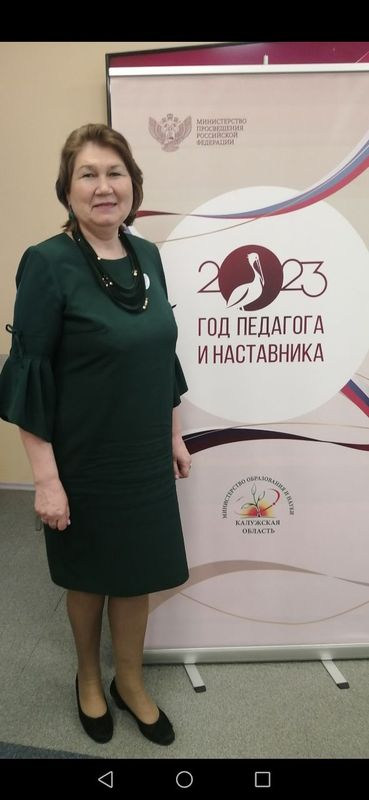 МИНИСТЕРСТВО
ПРОСВЕЩЕНИЯ
РОССИЙСКОЙ
ФЕДЕРАЦИИ
2023
ГОД ПЕДАГОГА
И НАСТАВНИКА
МИНИСТЕРСТВО ОБРАЗОВАНИЯ И НАУКИ
КАЛУЖСКАЯ
ОБЛАСТЬ